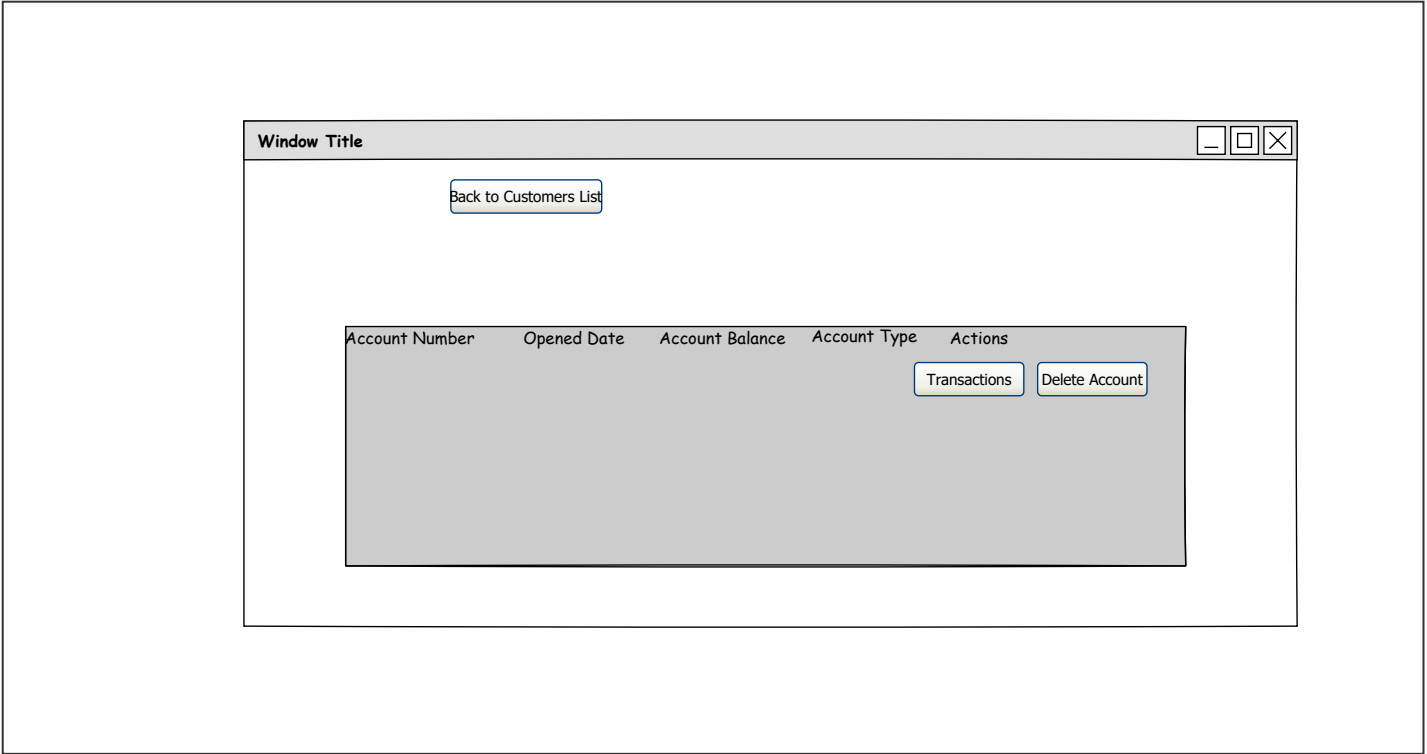 Window Title
Back to Customers List
Account Number Opened Date Account Balance Account Type Actions
Transactions Delete Account